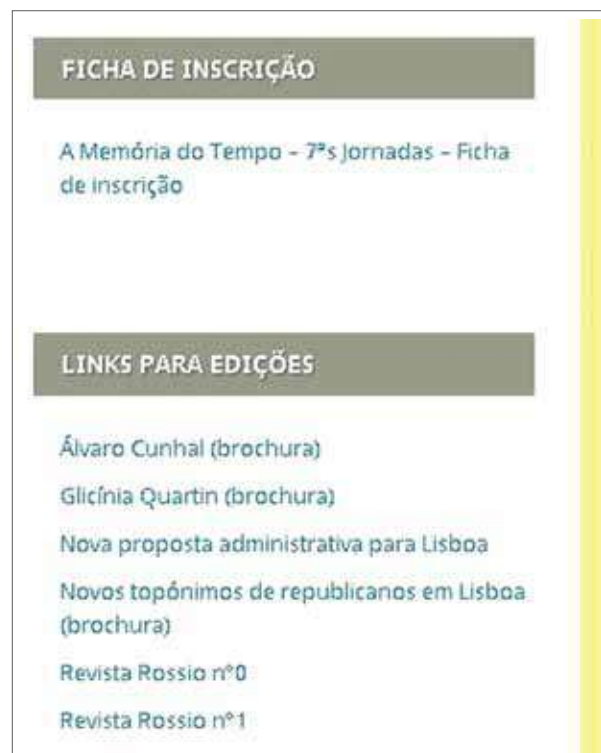 FICHA DE INSCRIÇÃO
A Memória do Tempo – 7ªs Jornadas – Ficha
de inscrição
LINKS PARA EDIÇÕES
Álvaro Cunhal (brochura)
Glicínia Quartin (brochura)
Nova proposta administrativa para Lisboa
Novos topónimos de republicanos em Lisboa
(brochura)
Revista Rossio nº0
Revista Rossio nº1